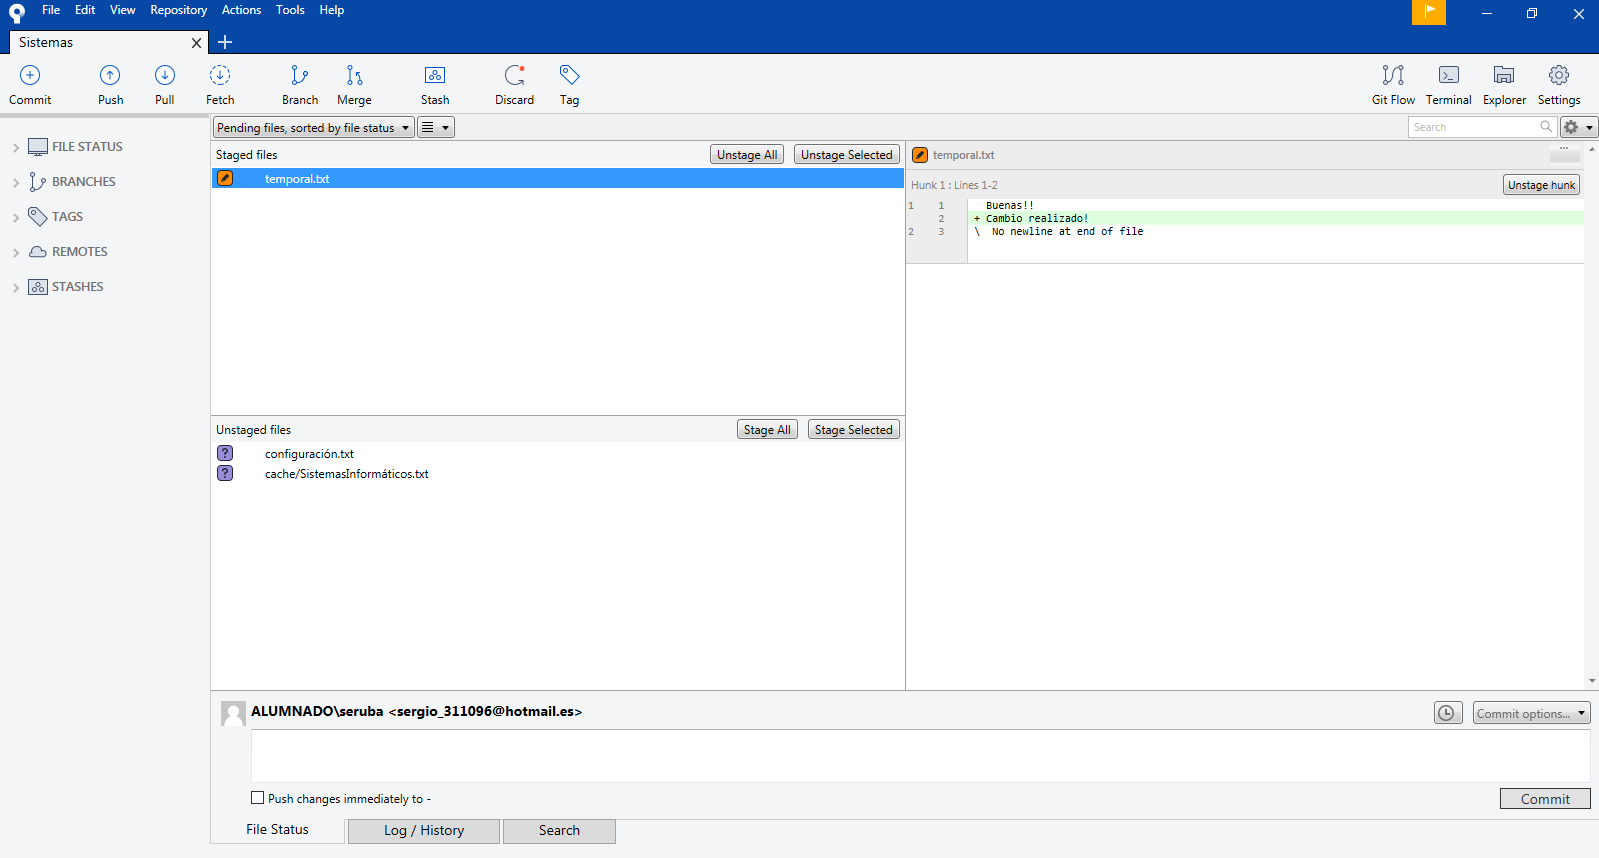 File Edit View Repository Actions Tools Help
Sistemas
Commit Push Pull Fetch Branch Merge Stash Discard Tag Git Flow Terminal Explorer Settings
Pending files, sorted by file status
Search
FILE STATUS
BRANCHES
TAGS
REMOTES
STASHES
Staged files Unstage All Unstage Selected
temporal.txt
temporal.txt
Hunk 1 : Lines 1-2 Unstage hunk
1 1 Buenas!!
2 + Cambio realizado!
2 3 \ No newline at end of file
Unstaged files Stage All Stage Selected
? configuración.txt
? cache/SistemasInformáticos.txt
ALUMNADO\seruba <sergio_311096@hotmail.es>
Commit options...
Push changes immediately to -
Commit
File Status Log / History Search